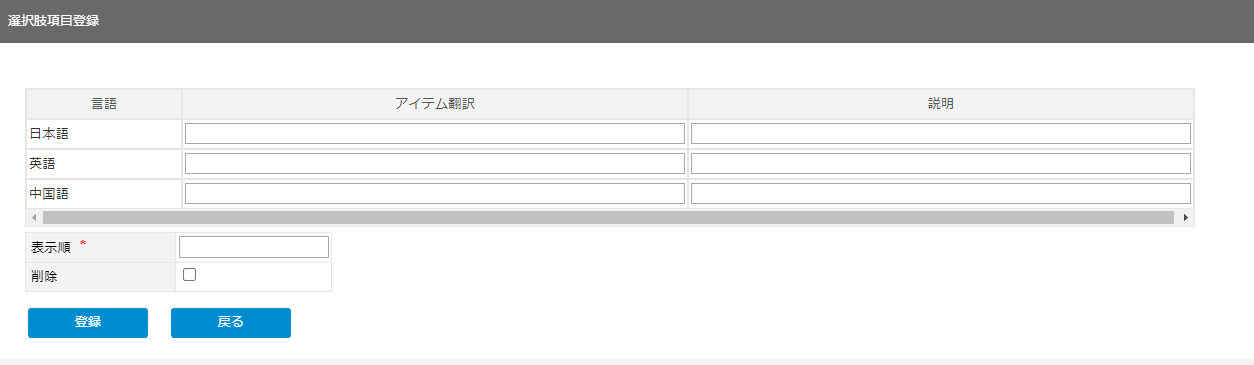 選択肢項目登録
言語 アイテム翻訳 説明
日本語
英語
中国語
表示順 *
削除
登録 戻る